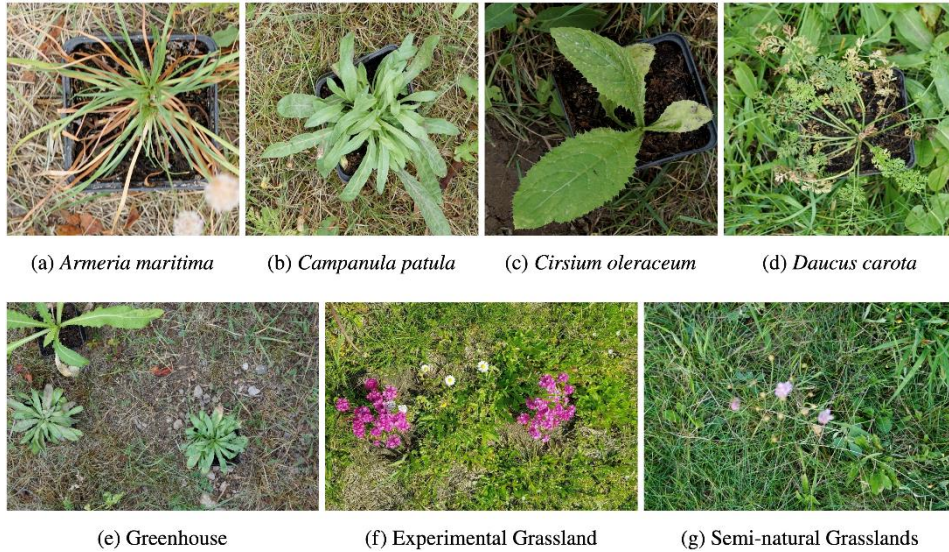 (a) Armeria maritima
(b) Campanula patula
(c) Cirsium oleraceum
(d) Daucus carota
(e) Greenhouse
(f) Experimental Grassland
(g) Semi-natural Grasslands